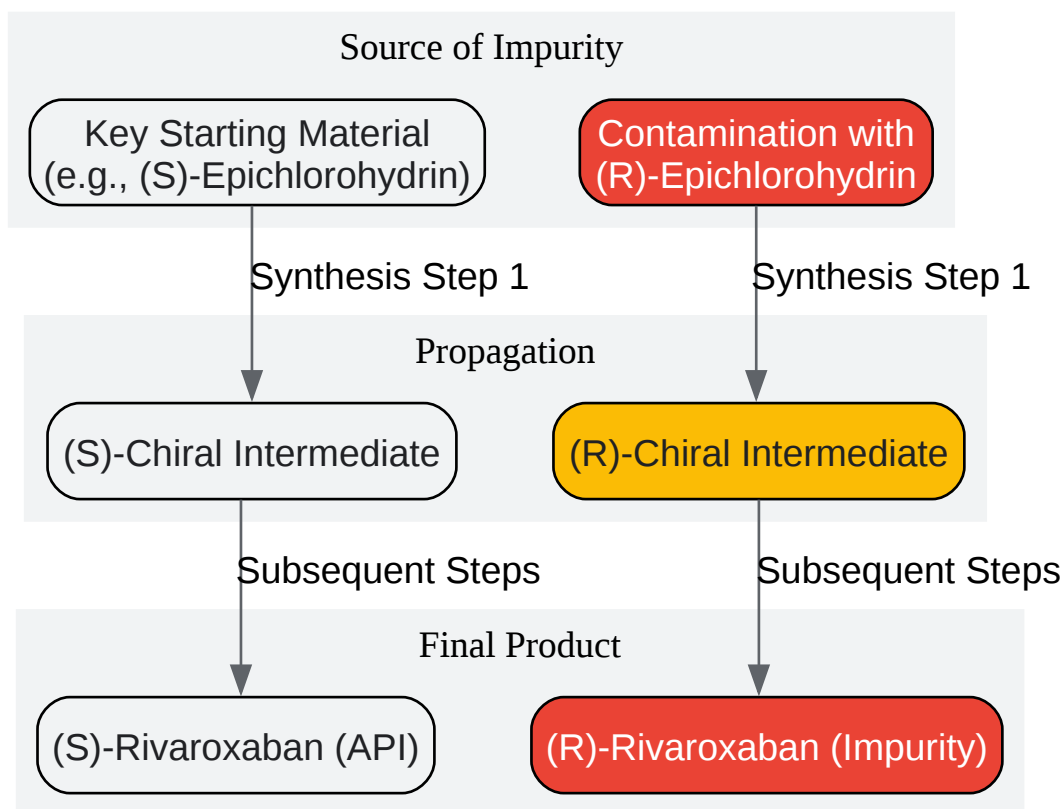 Source of Impurity
Key Starting Material
(e.g., (S)-Epichlorohydrin)
Contamination with
(R)-Epichlorohydrin
Synthesis Step 1
Synthesis Step 1
Propagation
(S)-Chiral Intermediate
(R)-Chiral Intermediate
Subsequent Steps
Subsequent Steps
Final Product
(S)-Rivaroxaban (API)
(R)-Rivaroxaban (Impurity)